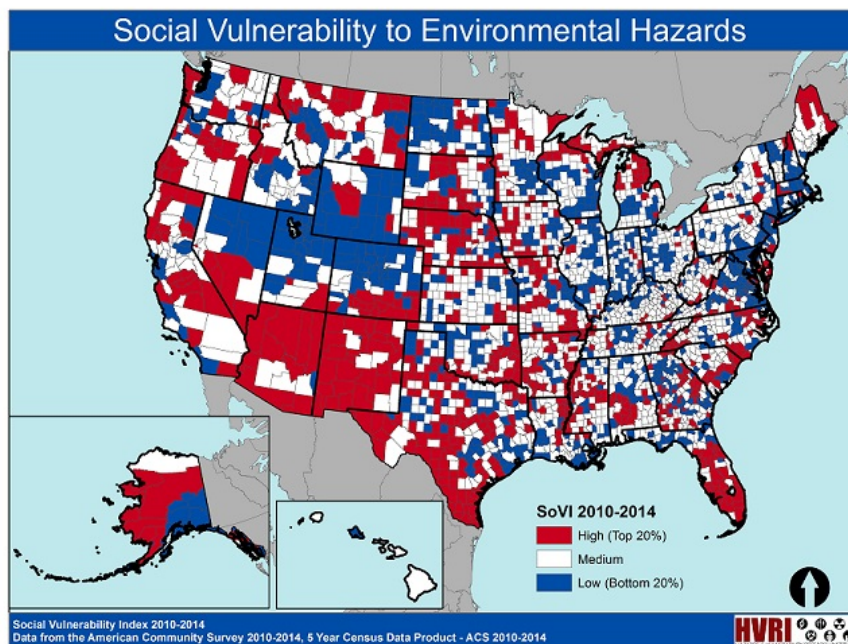 Social Vulnerability to Environmental Hazards
SoVI 2010-2014
High (Top 20%)
Medium
Low (Bottom 20%)
Social Vulnerability Index 2010-2014
Data from the American Community Survey 2010-2014, 5 Year Census Data Product - ACS 2010-2014
HVRI